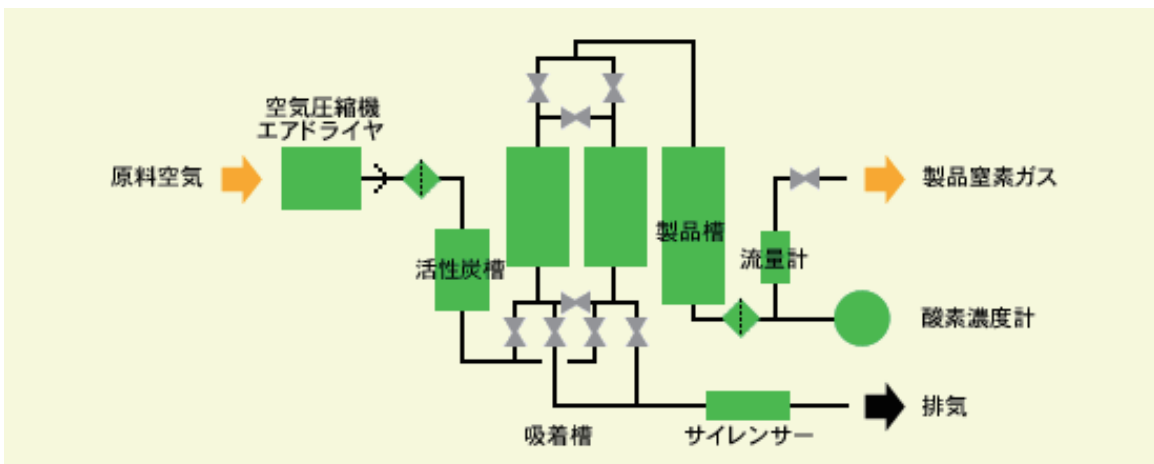 空気圧縮機
エアドライヤ
原料空気
活性炭槽
製品槽
流量計
製品窒素ガス
酸素濃度計
排気
吸着槽
サイレンサー